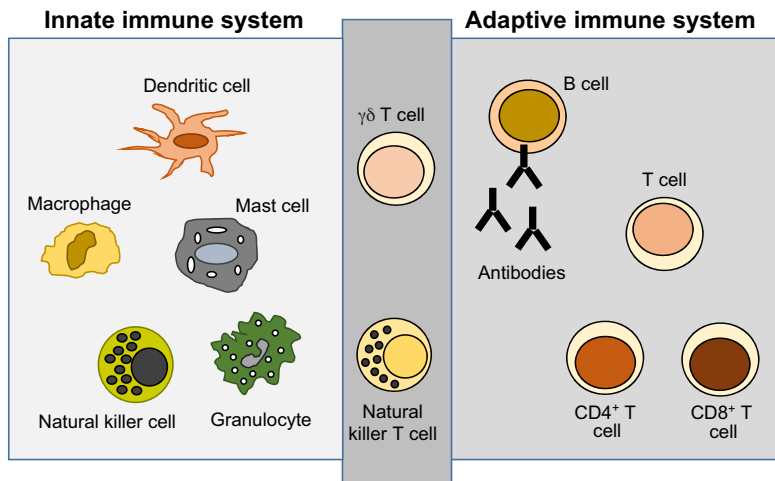 Innate immune system
Adaptive immune system
Dendritic cell
γδ T cell
B cell
Macrophage
Mast cell
T cell
Antibodies
Natural killer cell
Granulocyte
Natural
killer T cell
CD4⁺ T
cell
CD8⁺ T
cell